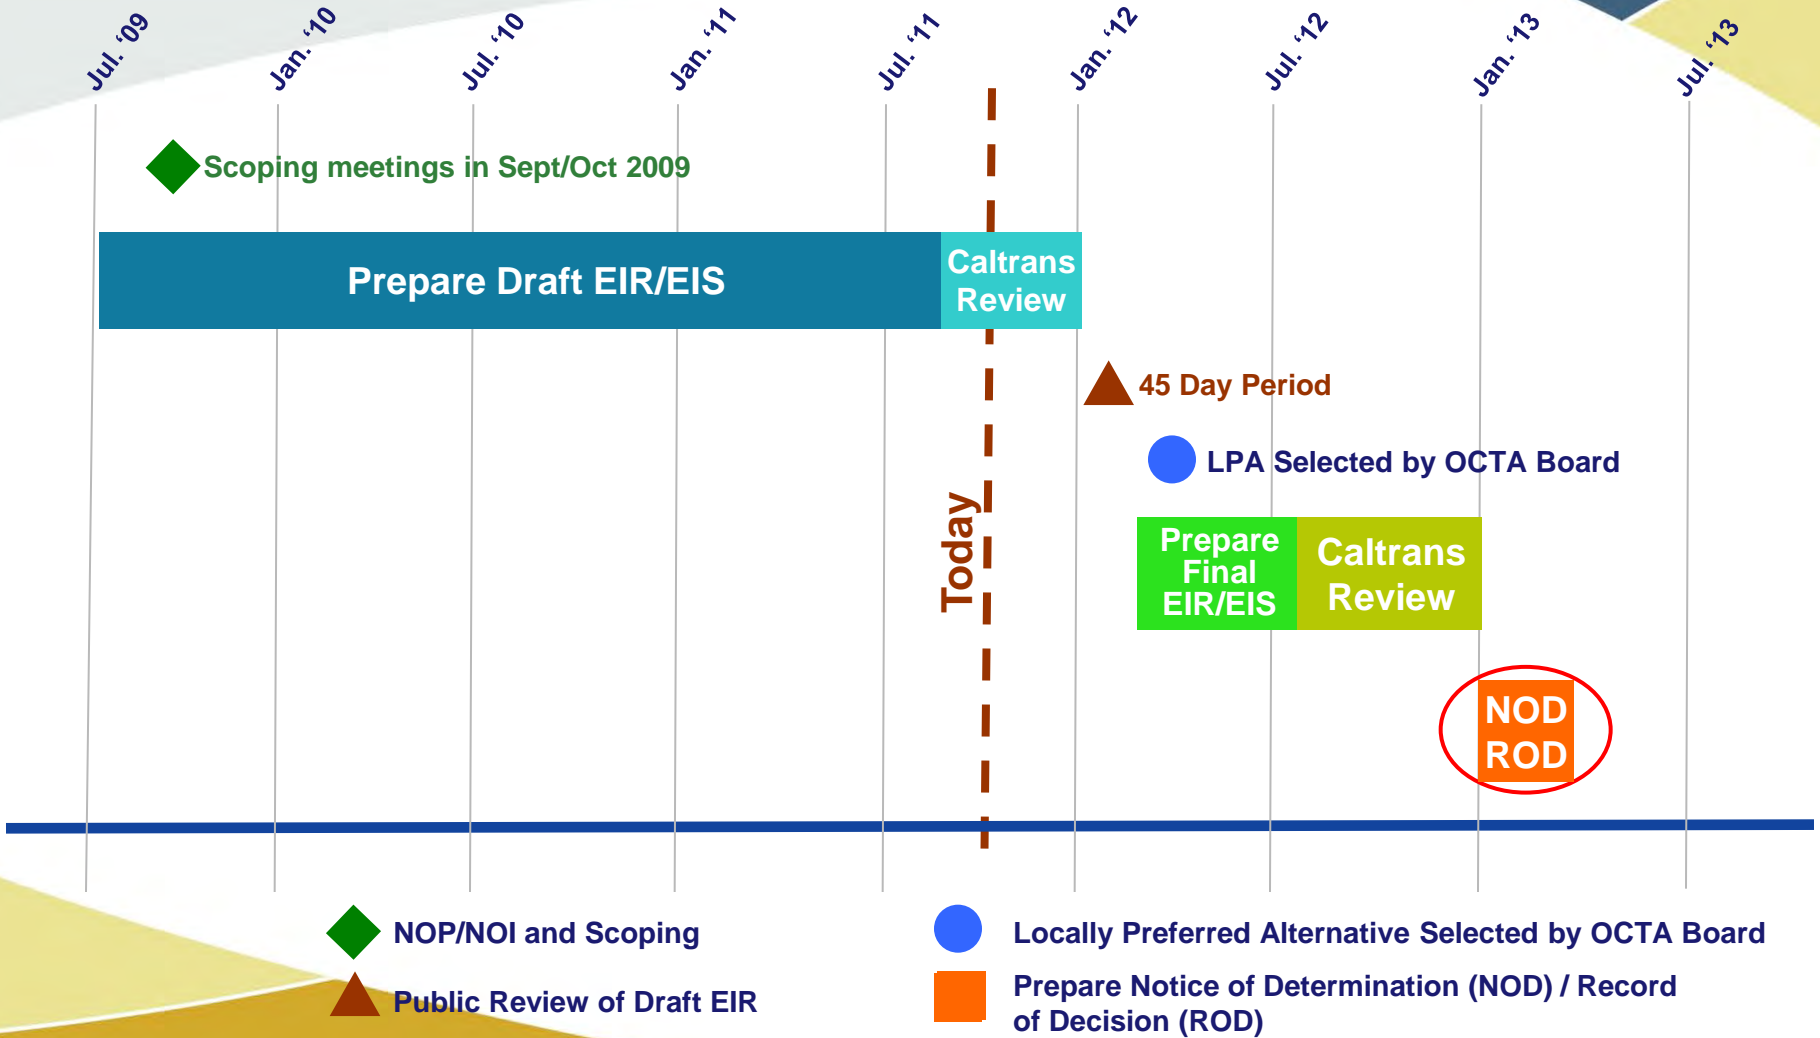 Jul. ‘09
Jan. ‘10
Jul. ‘10
Jan. ‘11
Jul. ‘11
Jan. ‘12
Jul. ‘12
Jan. ‘13
Jul. ‘13
Scoping meetings in Sept/Oct 2009
Prepare Draft EIR/EIS
Caltrans
Review
45 Day Period
LPA Selected by OCTA Board
Today
Prepare
Final
EIR/EIS
Caltrans
Review
NOD
ROD
NOP/NOI and Scoping
Locally Preferred Alternative Selected by OCTA Board
Public Review of Draft EIR
Prepare Notice of Determination (NOD) / Record
of Decision (ROD)